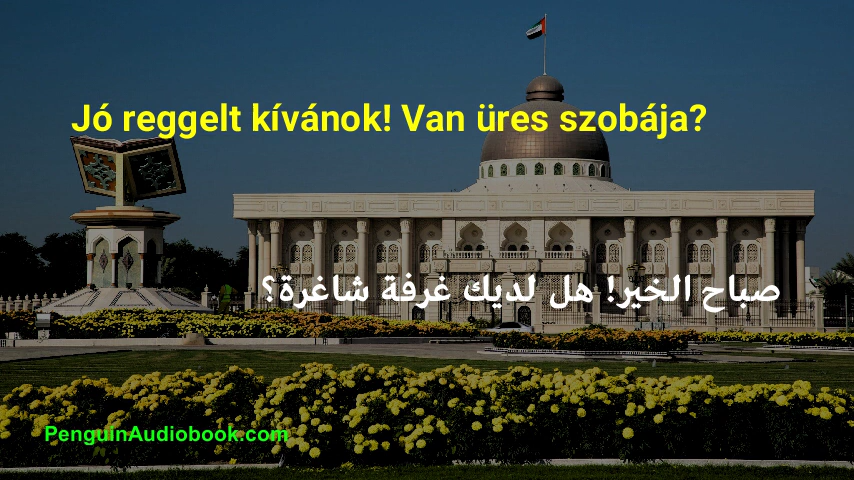 Jó reggelt kívánok! Van üres szobája?
صباح الخير! هل لديك غرفة شاغرة؟
PenguinAudiobook.com